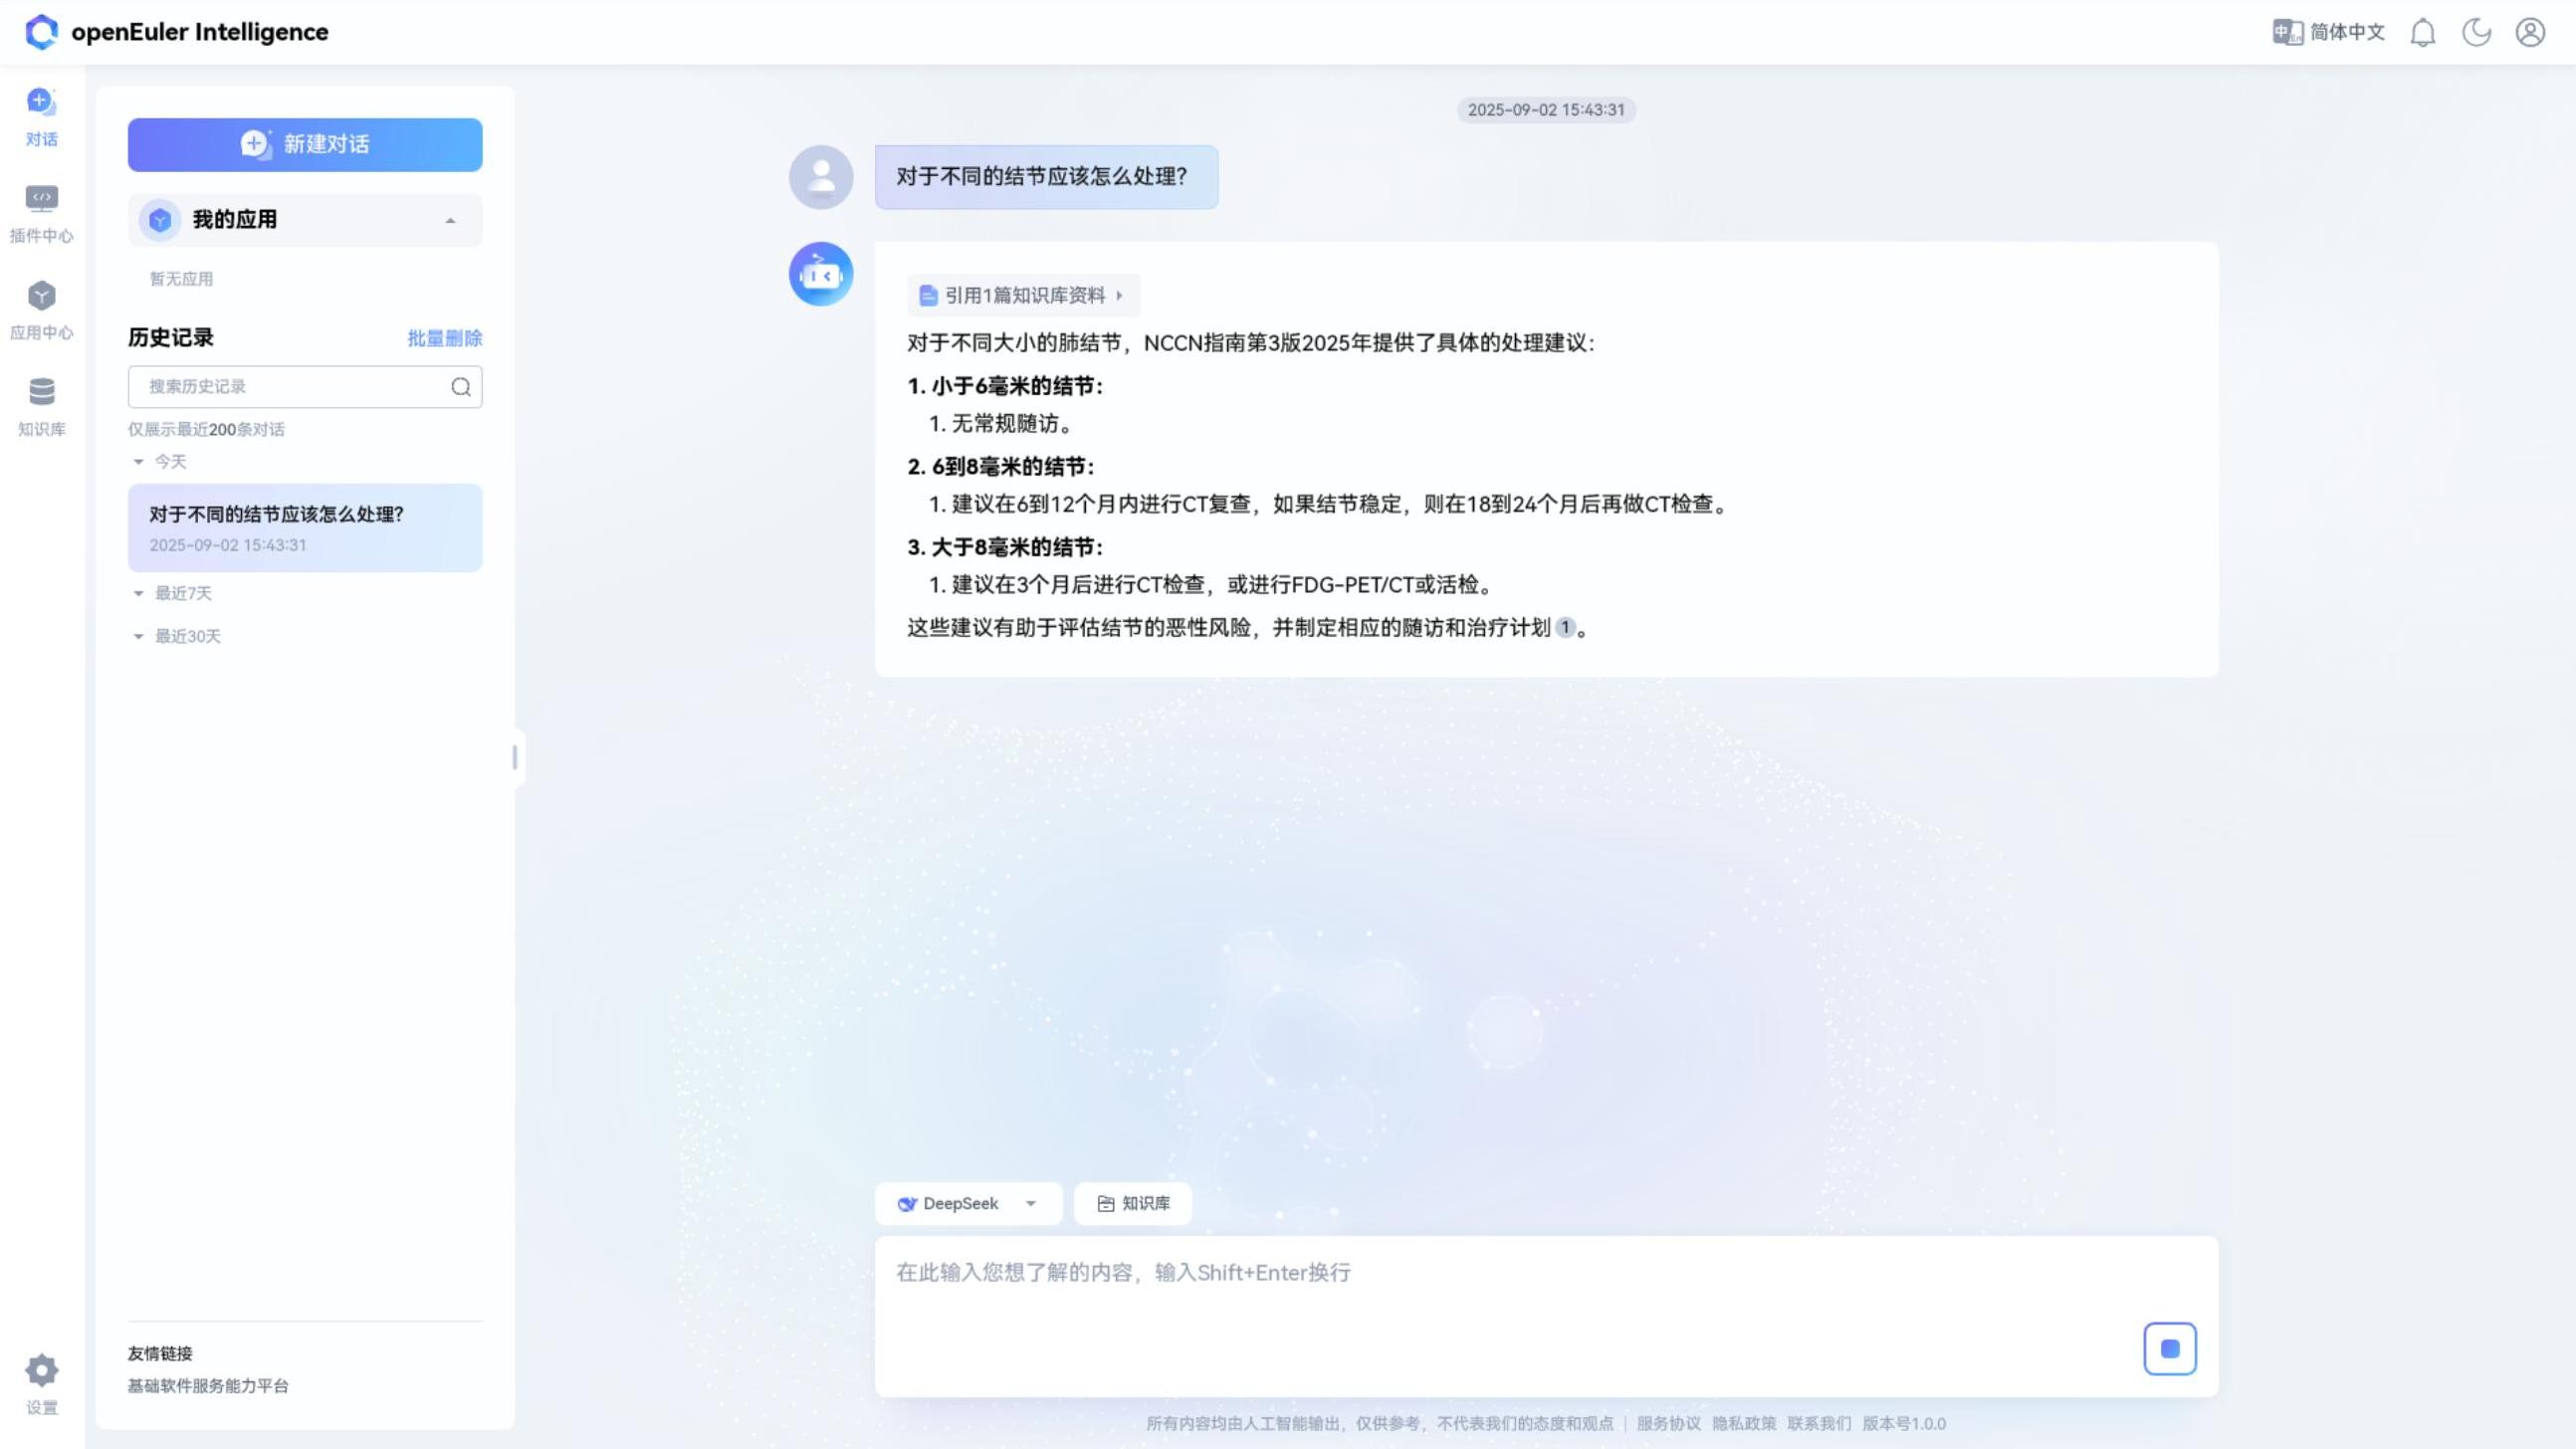 openEuler Intelligence
简体中文
对话
插件中心
应用中心
知识库
设置
新建对话
我的应用
暂无应用
历史记录
批量删除
搜索历史记录
仅展示最近200条对话
今天
对于不同的结节应该怎么处理？
2025-09-02 15:43:31
最近7天
最近30天
友情链接
基础软件服务能力平台
2025-09-02 15:43:31
对于不同的结节应该怎么处理？
引用1篇知识库资料
对于不同大小的肺结节，NCCN指南第3版2025年提供了具体的处理建议：
1. 小于6毫米的结节：
1. 无常规随访。
2. 6到8毫米的结节：
1. 建议在6到12个月内进行CT复查，如果结节稳定，则在18到24个月后再做CT检查。
3. 大于8毫米的结节：
1. 建议在3个月后进行CT检查，或进行FDG-PET/CT或活检。
这些建议有助于评估结节的恶性风险，并制定相应的随访和治疗计划 1 。
DeepSeek
知识库
在此输入您想了解的内容，输入Shift+Enter换行
所有内容均由人工智能输出，仅供参考，不代表我们的态度和观点 | 服务协议 隐私政策 联系我们 版本号1.0.0